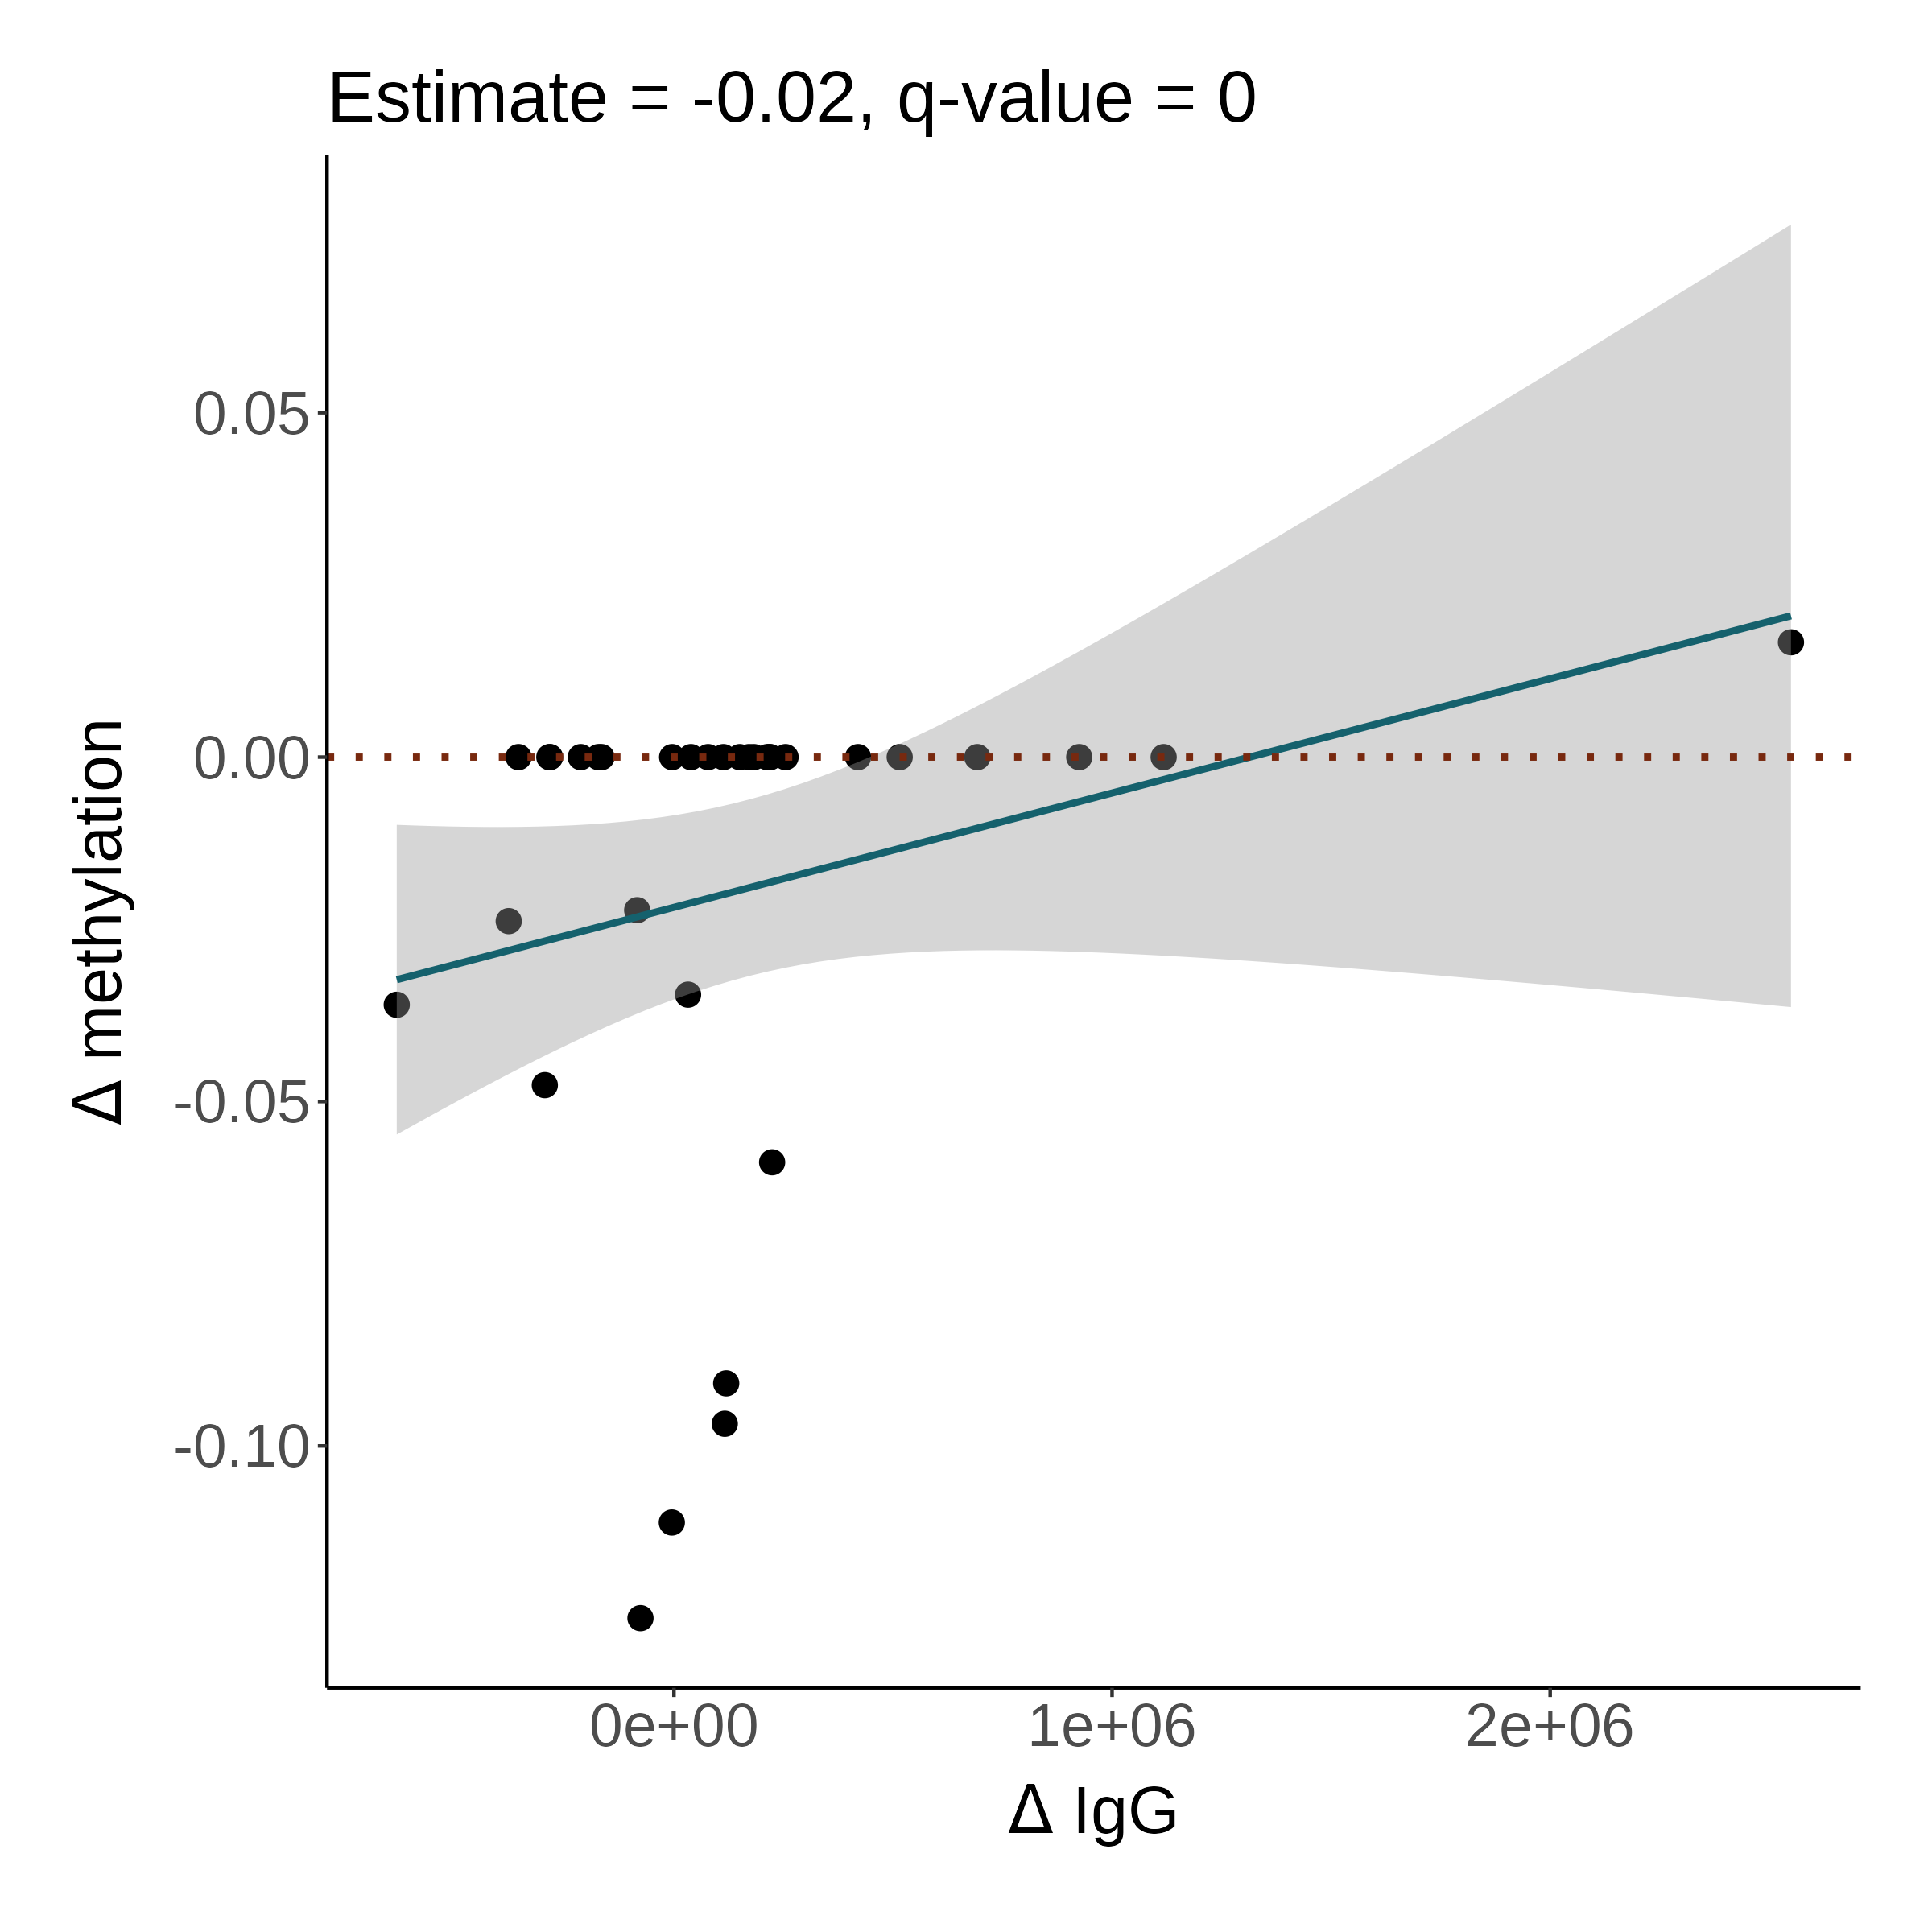 Estimate = -0.02, q-value = 0
Δ methylation
0.05
0.00
-0.05
-0.10
0e+00
1e+06
2e+06
Δ IgG